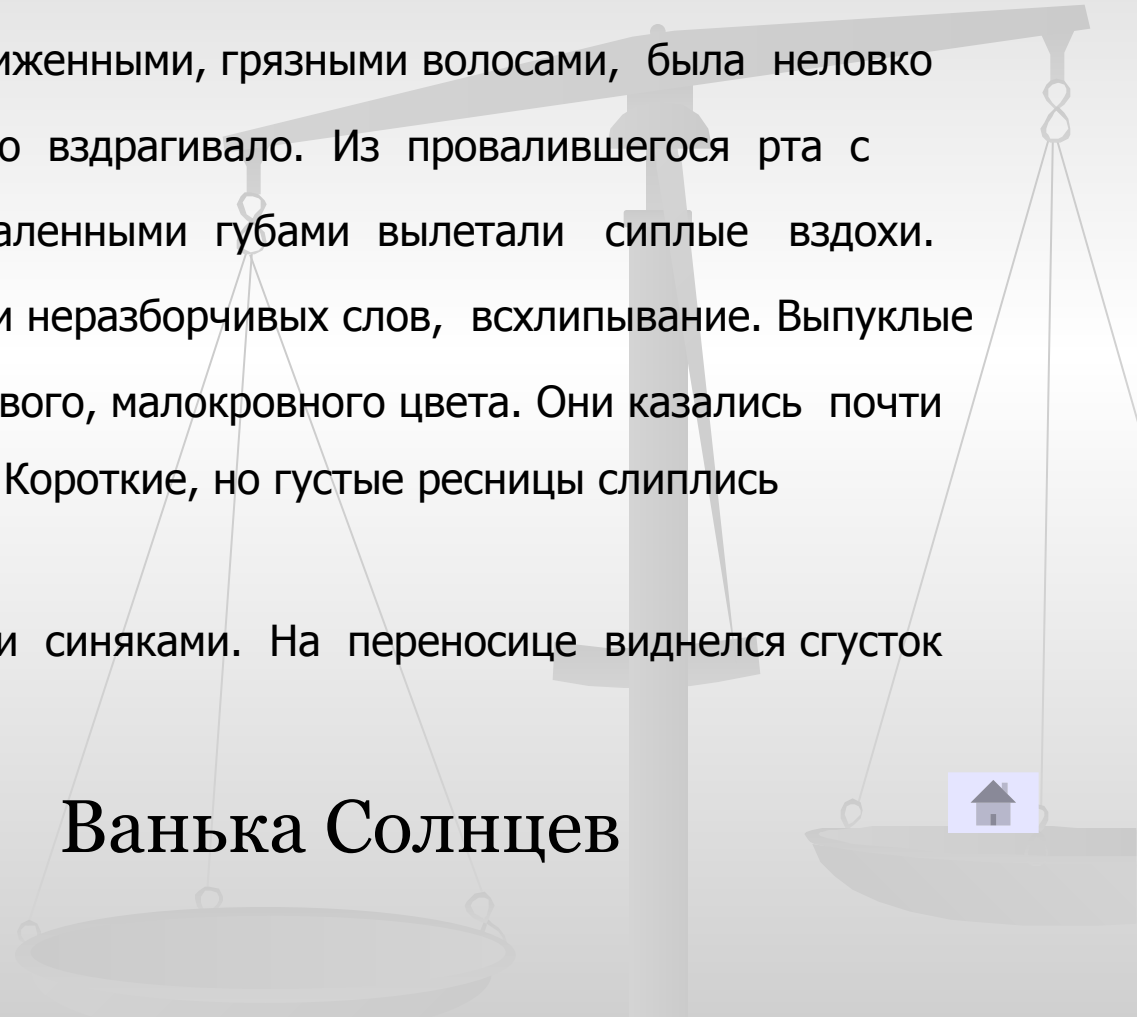 иженными, грязными волосами, была неловко
о вздрагивало. Из провалившегося рта с
аленными губами вылетали сиплые вздохи.
и неразборчивых слов, всхлипывание. Выпуклые
вого, малокровного цвета. Они казались почти
Короткие, но густые ресницы слиплись
и синяками. На переносице виднелся сгусток
Ванька Солнцев